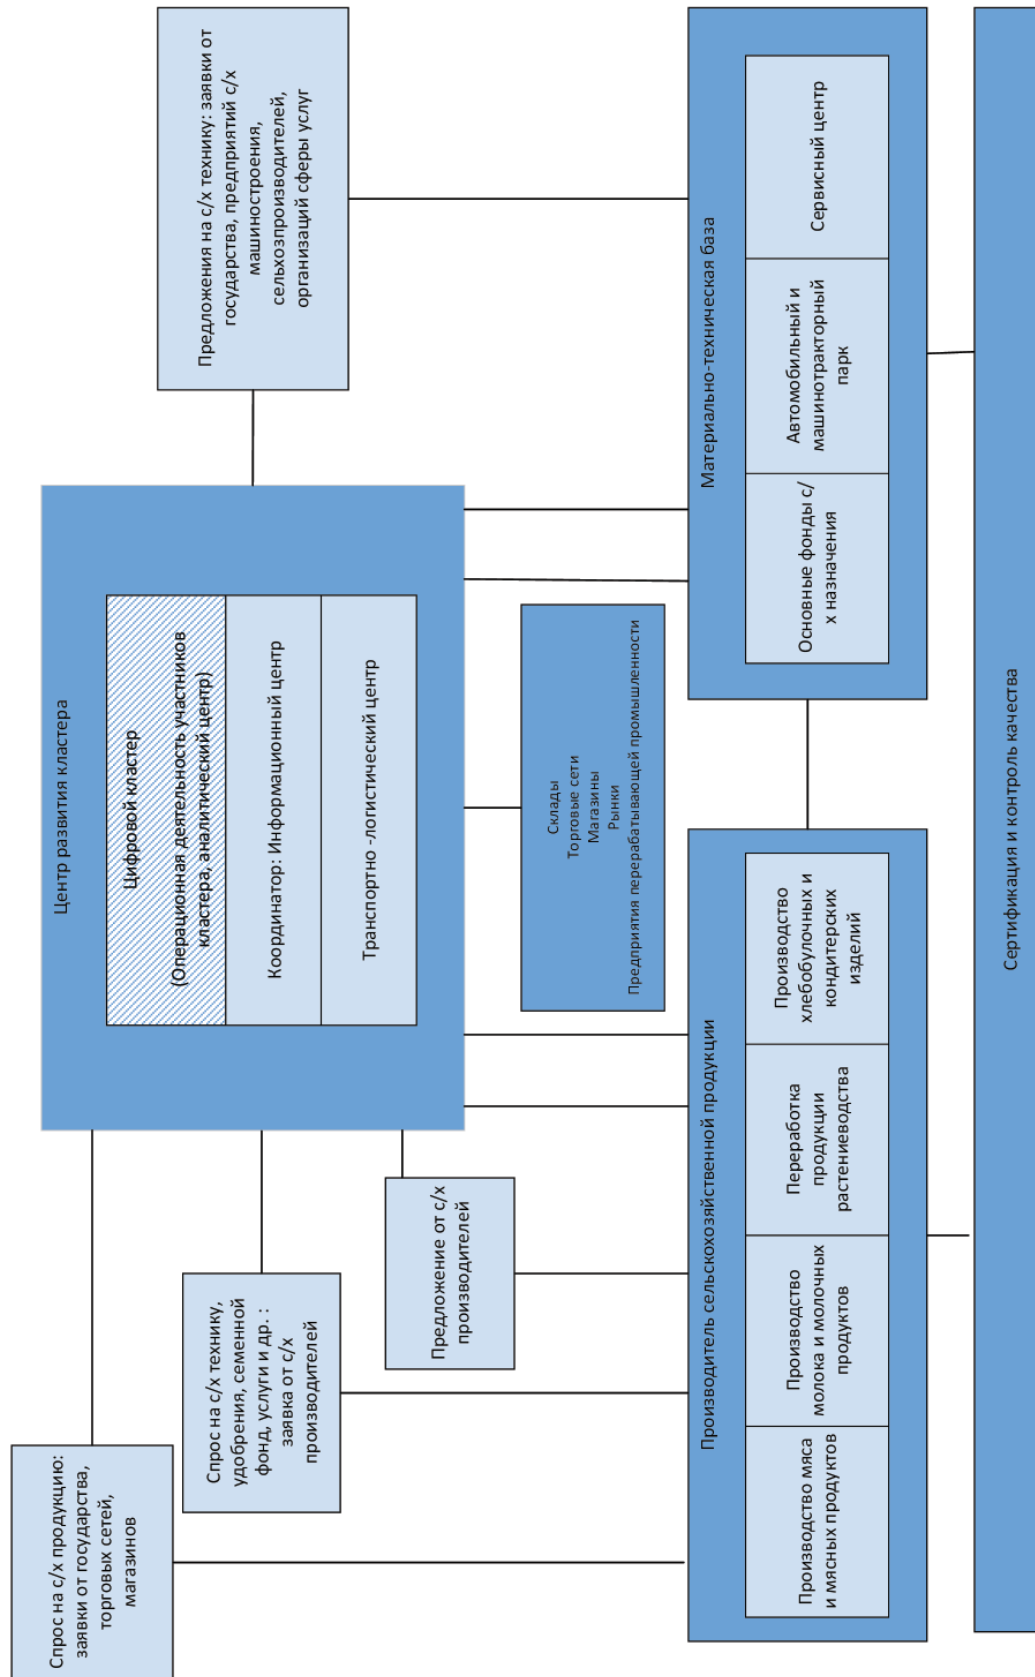 Спрос на с/х продукцию:
заявки от государства,
торговых сетей,
магазинов
Спрос на с/х технику,
удобрения, семенной
фонд, услуги и др. :
заявка от с/х
производителей
Предложение от с/х
производителей
Центр развития кластера
Цифровой кластер
(Операционная деятельность участников
кластера, аналитический центр)
Координатор: Информационный центр
Транспортно -логистический центр
Предложения на с/х технику: заявки от
государства, предприятий с/х
машиностроения,
сельхозпроизводителей,
организаций сферы услуг
Склады
Торговые сети
Магазины
Рынки
Предприятия перерабатывающей промышленности
Производитель сельскохозяйственной продукции
Производство мяса
и мясных продуктов
Производство
молока и молочных
продуктов
Переработка
продукции
растениеводства
Производство
хлебобулочных и
кондитерских
изделий
Материально-техническая база
Основные фонды с/
х назначения
Автомобильный и
машинотракторный
парк
Сервисный центр
Сертификация и контроль качества